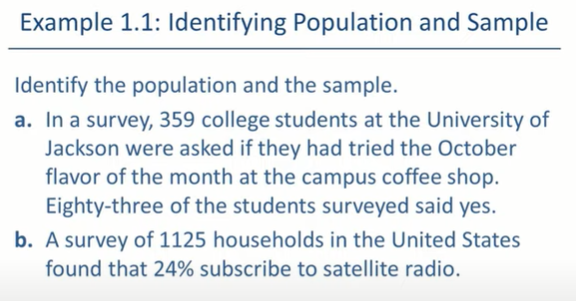 Example 1.1: Identifying Population and Sample
Identify the population and the sample.
a. In a survey, 359 college students at the University of
Jackson were asked if they had tried the October
flavor of the month at the campus coffee shop.
Eighty-three of the students surveyed said yes.
b. A survey of 1125 households in the United States
found that 24% subscribe to satellite radio.